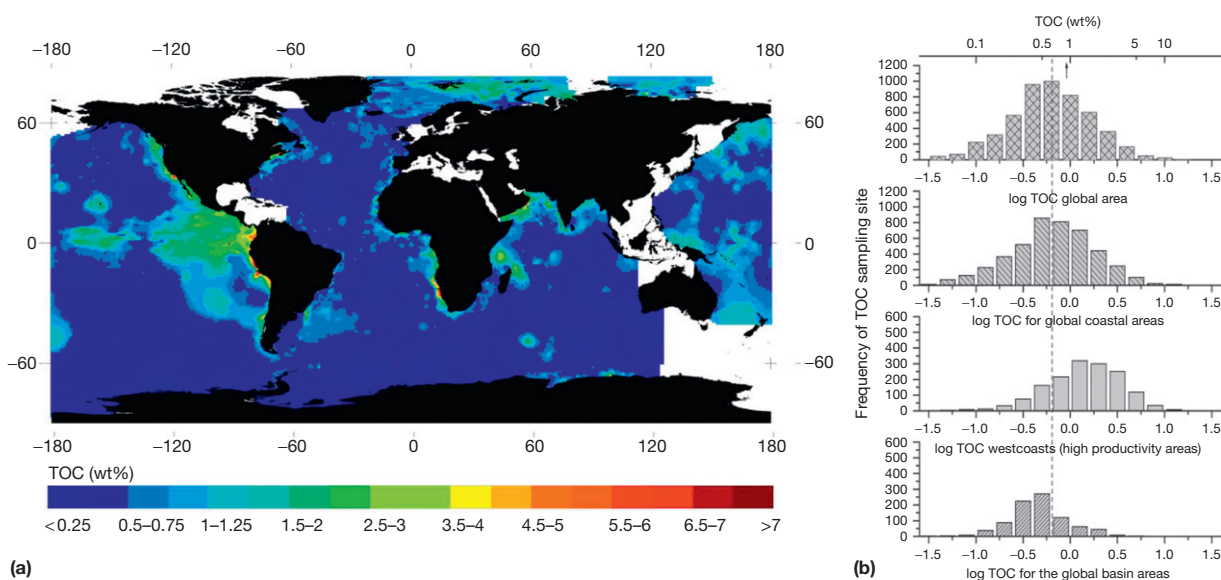 −180 −120 −60 0 60 120 180
60 60
0 0
−60 −60
−180 −120 −60 0 60 120 180
TOC (wt%)
< 0.25 0.5–0.75 1–1.25 1.5–2 2.5–3 3.5–4 4.5–5 5.5–6 6.5–7 >7
(a)
TOC (wt%)
0.1 0.5 1 5 10
Frequency of TOC sampling site
1200
1000
800
600
400
200
0
−1.5 −1.0 −0.5 0.0 0.5 1.0 1.5
log TOC global area
1200
1000
800
600
400
200
0
−1.5 −1.0 −0.5 0.0 0.5 1.0 1.5
log TOC for global coastal areas
600
500
400
300
200
100
0
−1.5 −1.0 −0.5 0.0 0.5 1.0 1.5
log TOC westcoasts (high productivity areas)
600
500
400
300
200
100
0
−1.5 −1.0 −0.5 0.0 0.5 1.0 1.5
log TOC for the global basin areas
(b)